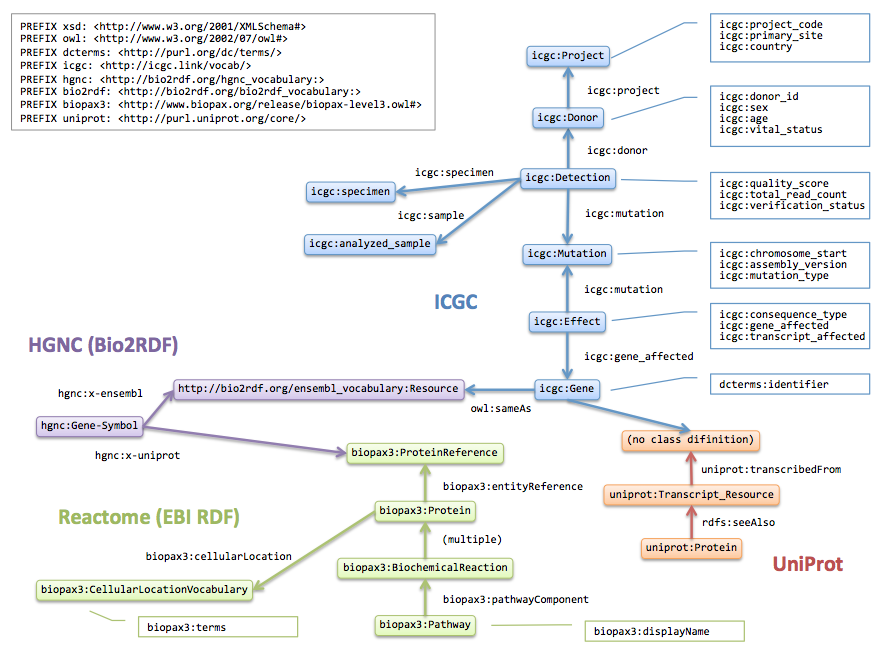 PREFIX xsd: <http://www.w3.org/2001/XMLSchema#>
PREFIX owl: <http://www.w3.org/2002/07/owl#>
PREFIX dcterms: <http://purl.org/dc/terms/>
PREFIX icgc: <http://icgc.link/vocab/>
PREFIX hgnc: <http://bio2rdf.org/hgnc_vocabulary:>
PREFIX bio2rdf: <http://bio2rdf.org/bio2rdf_vocabulary:>
PREFIX biopax3: <http://www.biopax.org/release/biopax-level3.owl#>
PREFIX uniprot: <http://purl.uniprot.org/core/>
icgc:Project
icgc:project_code
icgc:primary_site
icgc:country
icgc:project
icgc:Donor
icgc:donor_id
icgc:sex
icgc:age
icgc:vital_status
icgc:donor
icgc:specimen
icgc:Detection
icgc:specimen
icgc:sample
icgc:quality_score
icgc:total_read_count
icgc:verification_status
icgc:mutation
icgc:analyzed_sample
icgc:Mutation
icgc:chromosome_start
icgc:assembly_version
icgc:mutation_type
ICGC
icgc:mutation
icgc:Effect
icgc:consequence_type
icgc:gene_affected
icgc:transcript_affected
HGNC (Bio2RDF)
icgc:gene_affected
hgnc:x-ensembl
http://bio2rdf.org/ensembl_vocabulary:Resource
icgc:Gene
dcterms:identifier
owl:sameAs
hgnc:Gene-Symbol
hgnc:x-uniprot
(no class difinition)
biopax3:ProteinReference
uniprot:transcribedFrom
biopax3:entityReference
uniprot:Transcript_Resource
Reactome (EBI RDF)
biopax3:Protein
rdfs:seeAlso
(multiple)
uniprot:Protein
biopax3:cellularLocation
UniProt
biopax3:BiochemicalReaction
biopax3:CellularLocationVocabulary
biopax3:pathwayComponent
biopax3:terms
biopax3:Pathway
biopax3:displayName